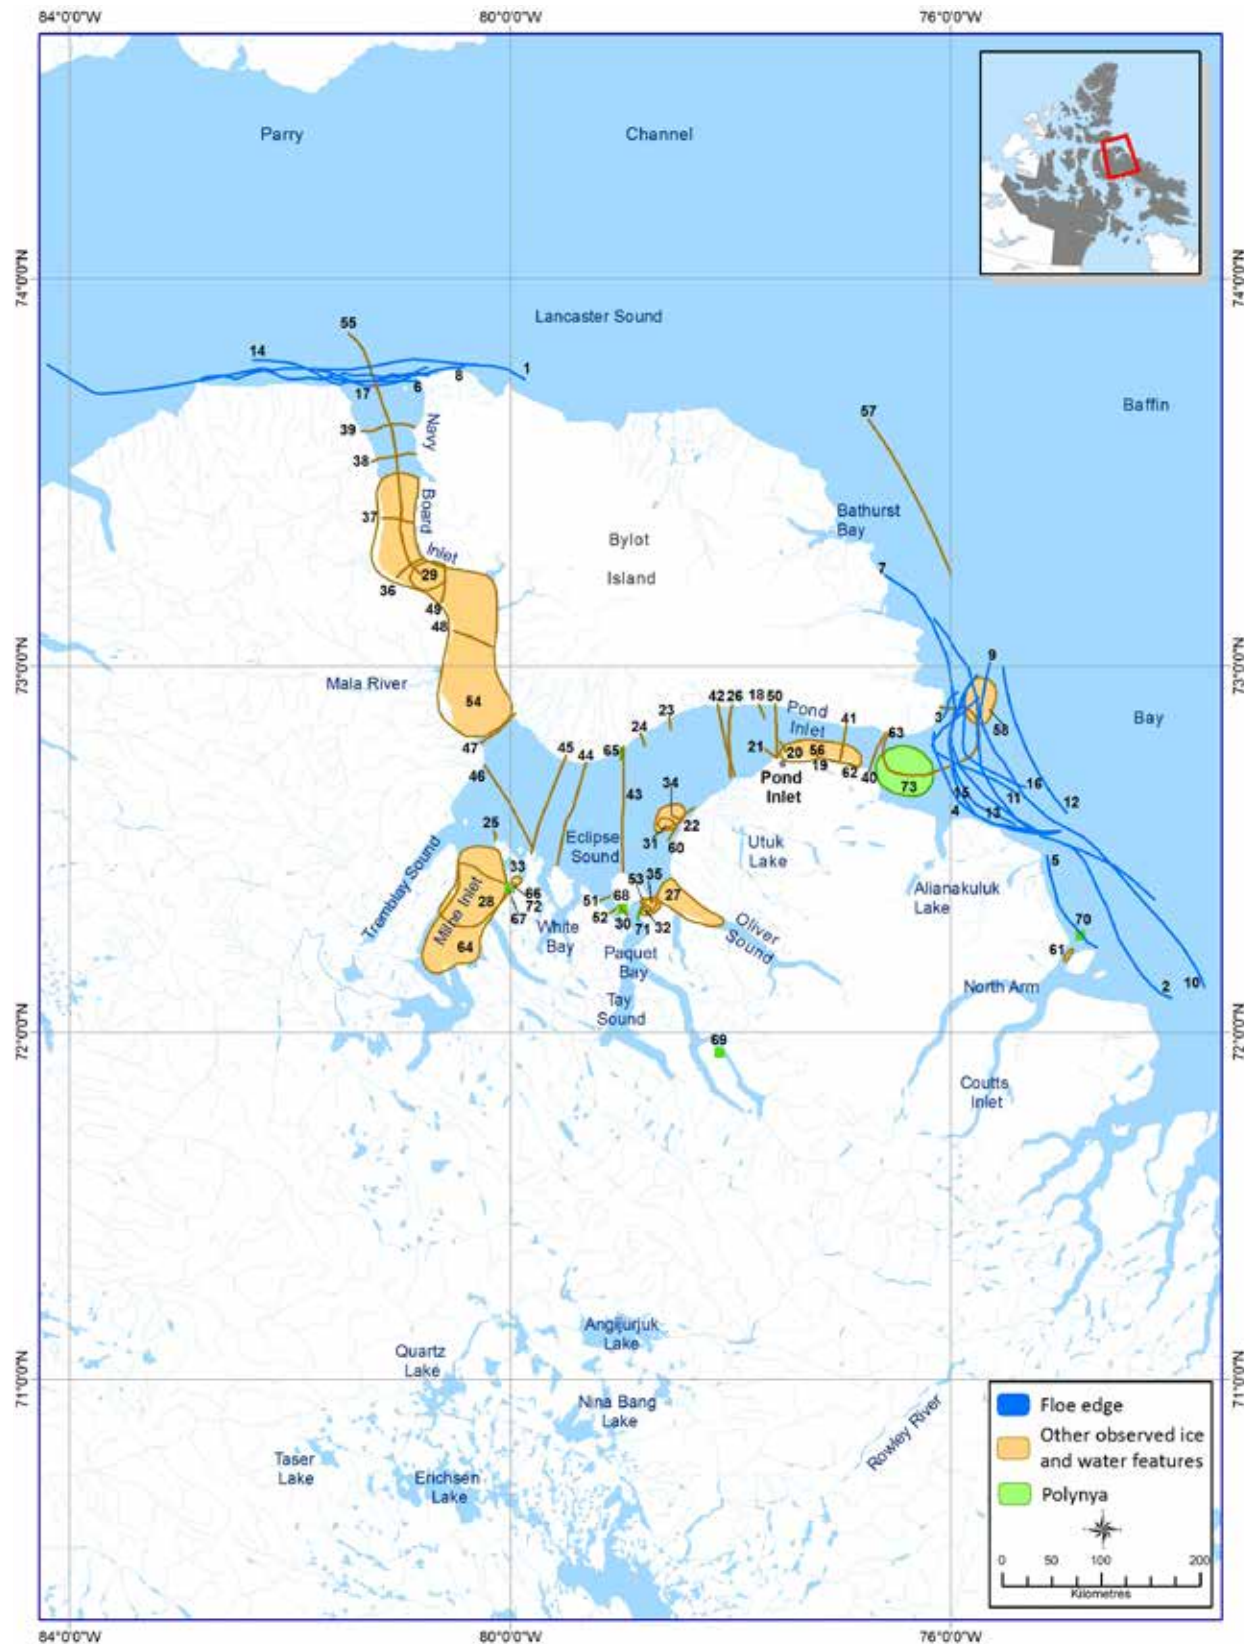 84°0'0"W
80°0'0"W
76°0'0"W
Parry
Channel
74°0'0"N
74°0'0"N
Lancaster Sound
55
14
1
8
6
17
Baffin
57
39
Navy
38
Board
37
Bathurst
Bay
Bylot
Inlet
Island
7
29
36
49
48
9
73°0'0"N
73°0'0"N
Mala River
54
42
26
18
50
23
Pond
Inlet
41
3
Bay
58
24
63
47
45
44
65
21
20
56
19
62
40
46
Pond
Inlet
73
16
34
43
15
11
12
4
13
25
Eclipse
Sound
22
31
60
Utuk
Lake
5
33
53
35
27
Tremblay Sound
Milne Inlet
28
66
72
67
51
68
52
30
71
32
Alianakuluk
Lake
White
Bay
Oliver
Sound
70
64
Paquet
Bay
61
North Arm
2
10
Tay
Sound
72°0'0"N
72°0'0"N
69
Coutts
Inlet
Angijurjuk
Lake
Quartz
Lake
71°0'0"N
71°0'0"N
Nina Bang
Lake
Rowley River
Taser
Lake
Erichsen
Lake
Floe edge
Other observed ice
and water features
Polynya
0 50 100 200
Kilometres
84°0'0"W
80°0'0"W
76°0'0"W